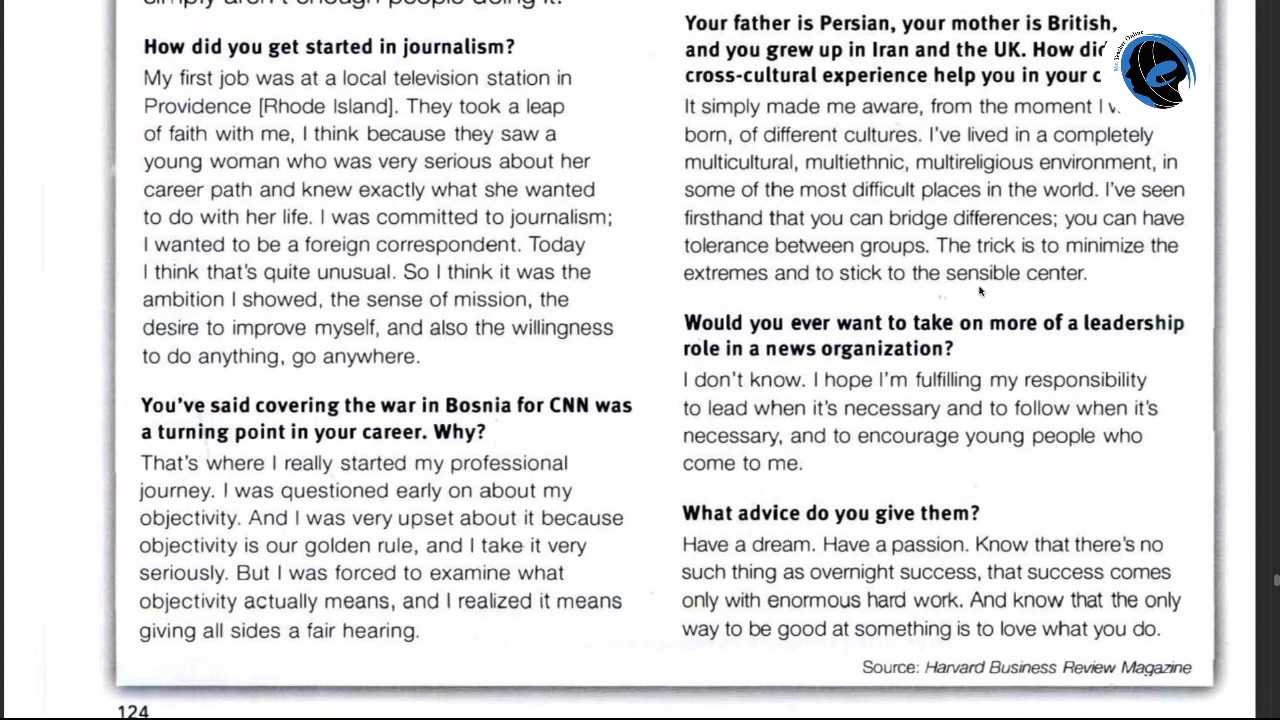 simply aren't enough people doing it.
How did you get started in journalism?
My first job was at a local television station in
Providence [Rhode Island]. They took a leap
of faith with me, I think because they saw a
young woman who was very serious about her
career path and knew exactly what she wanted
to do with her life. I was committed to journalism;
I wanted to be a foreign correspondent. Today
I think that's quite unusual. So I think it was the
ambition I showed, the sense of mission, the
desire to improve myself, and also the willingness
to do anything, go anywhere.
You've said covering the war in Bosnia for CNN was
a turning point in your career. Why?
That's where I really started my professional
journey. I was questioned early on about my
objectivity. And I was very upset about it because
objectivity is our golden rule, and I take it very
seriously. But I was forced to examine what
objectivity actually means, and I realized it means
giving all sides a fair hearing.
124
Your father is Persian, your mother is British,
and you grew up in Iran and the UK. How did
cross-cultural experience help you in your
It simply made me aware, from the moment I
born, of different cultures. I've lived in a completely
multicultural, multiethnic, multireligious environment, in
some of the most difficult places in the world. I've seen
firsthand that you can bridge differences; you can have
tolerance between groups. The trick is to minimize the
extremes and to stick to the sensible center.
Would you ever want to take on more of a leadership
role in a news organization?
I don't know. I hope I'm fulfilling my responsibility
to lead when it's necessary and to follow when it's
necessary, and to encourage young people who
come to me.
What advice do you give them?
Have a dream. Have a passion. Know that there's no
such thing as overnight success, that success comes
only with enormous hard work. And know that the only
way to be good at something is to love what you do.
Source: Harvard Business Review Magazine
Teacher Online